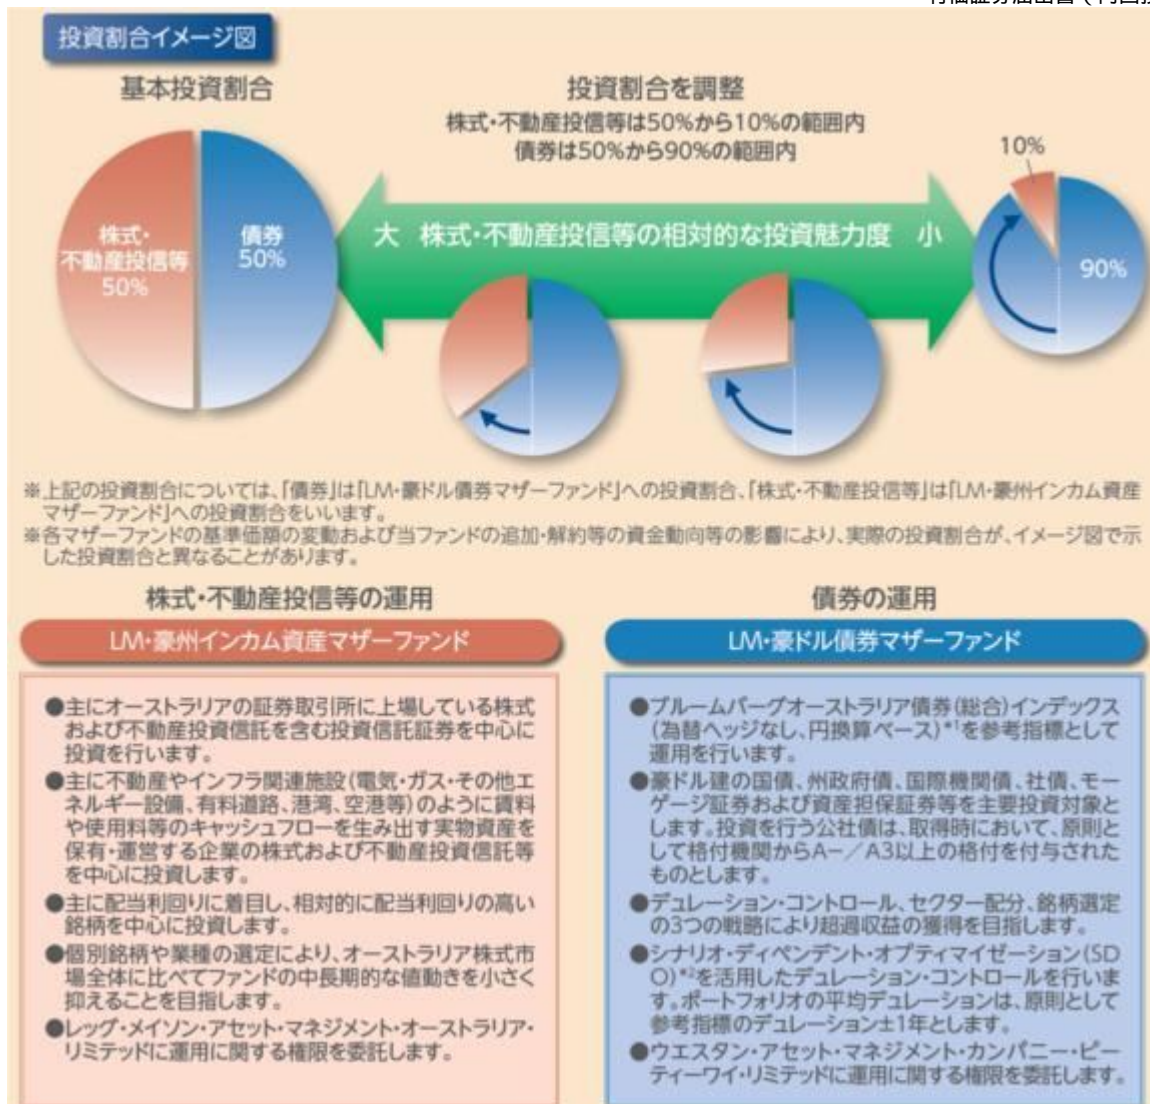 投資割合イメージ図
基本投資割合
株式・
不動産投信等
50%
債券
50%
投資割合を調整
株式・不動産投信等は50%から10%の範囲内
債券は50%から90%の範囲内
大 株式・不動産投信等の相対的な投資魅力度 小
10%
90%
※上記の投資割合については、「債券」は「LM・豪ドル債券マザーファンド」への投資割合、「株式・不動産投信等」は「LM・豪州インカム資産
マザーファンド」への投資割合をいいます。
※各マザーファンドの基準価額の変動および当ファンドの追加・解約等の資金動向等の影響により、実際の投資割合が、イメージ図で示
した投資割合と異なることがあります。
株式・不動産投信等の運用
LM・豪州インカム資産マザーファンド
●主にオーストラリアの証券取引所に上場している株式
および不動産投資信託を含む投資信託証券を中心に
投資を行います。
●主に不動産やインフラ関連施設(電気・ガス・その他エ
ネルギー設備、有料道路、港湾、空港等)のように賃料
や使用料等のキャッシュフローを生み出す実物資産を
保有・運営する企業の株式および不動産投資信託等
を中心に投資します。
●主に配当利回りに着目し、相対的に配当利回りの高い
銘柄を中心に投資します。
●個別銘柄や業種の選定により、オーストラリア株式市
場全体に比べてファンドの中長期的な値動きを小さく
抑えることを目指します。
●レッグ・メイソン・アセット・マネジメント・オーストラリア・
リミテッドに運用に関する権限を委託します。
債券の運用
LM・豪ドル債券マザーファンド
●ブルームバーグオーストラリア債券(総合)インデックス
(為替ヘッジなし、円換算ベース)*1を参考指標として
運用を行います。
●豪ドル建の国債、州政府債、国際機関債、社債、モー
ゲージ証券および資産担保証券等を主要投資対象と
します。投資を行う公社債は、取得時において、原則と
して格付機関からA−/A3以上の格付を付与された
ものとします。
●デュレーション・コントロール、セクター配分、銘柄選定
の3つの戦略により超過収益の獲得を目指します。
●シナリオ・ディペンデント・オプティマイゼーション(SD
O)*2を活用したデュレーション・コントロールを行いま
す。ポートフォリオの平均デュレーションは、原則として
参考指標のデュレーション±1年とします。
●ウエスタン・アセット・マネジメント・カンパニー・ピー
ティーワイ・リミテッドに運用に関する権限を委託します。